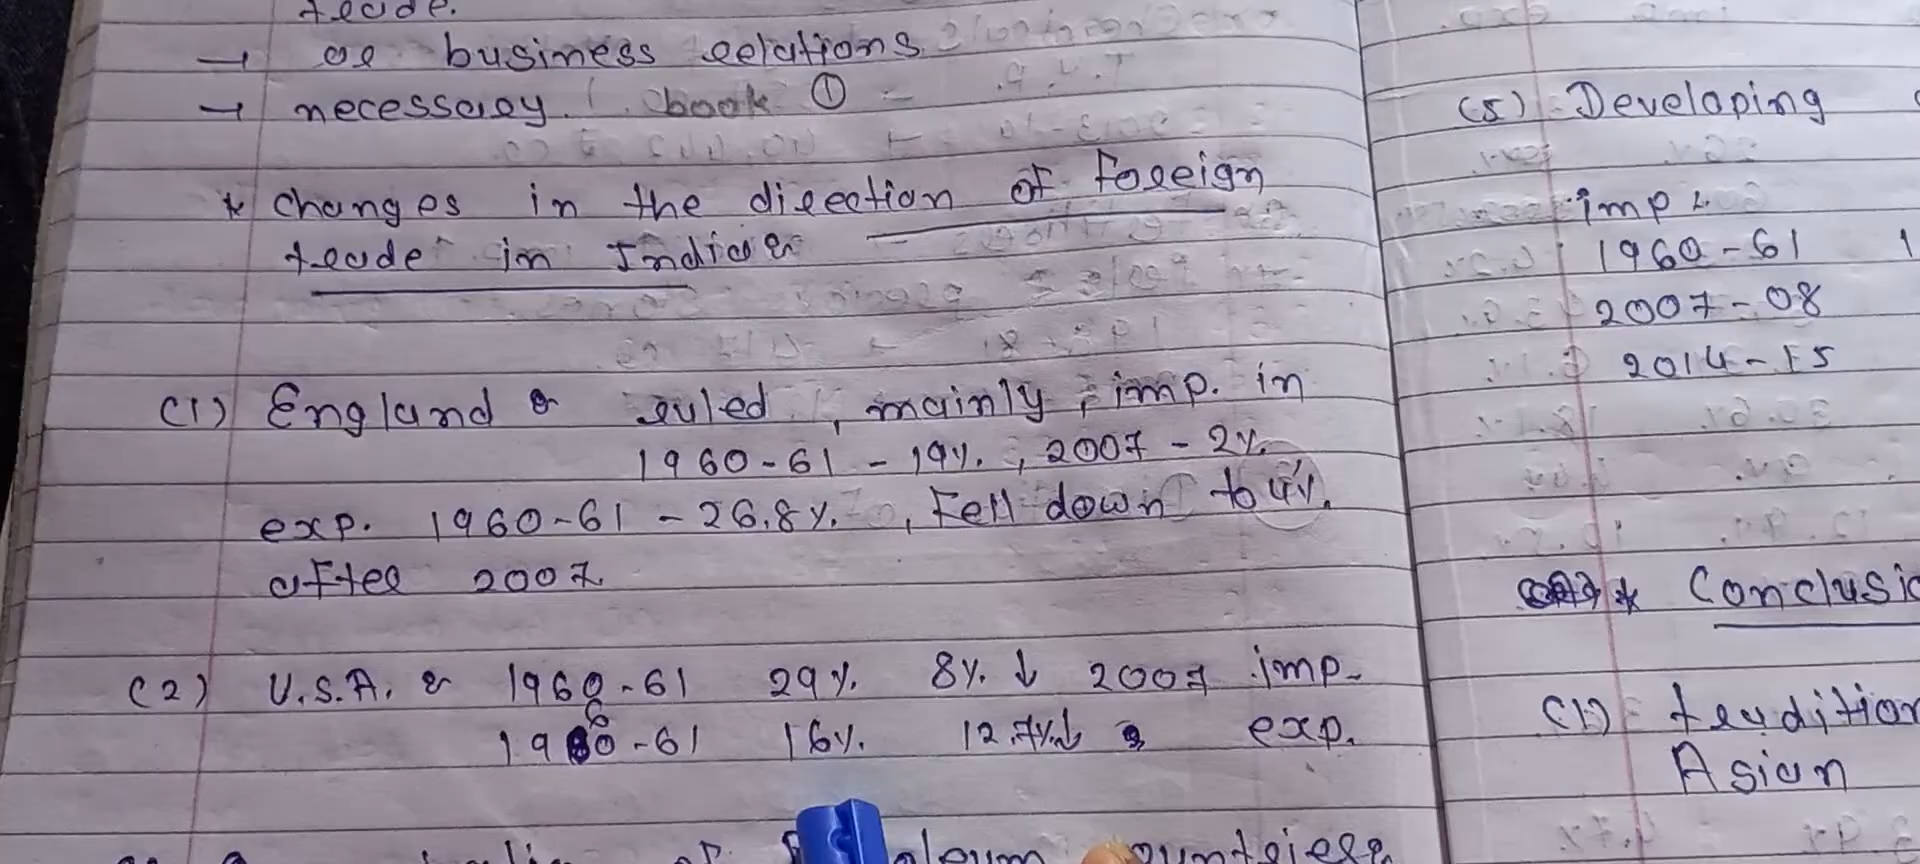 trade.
→ or business relations
→ necessary. book ①
* changes in the direction of foreign
trade in India :-
(1) England :- ruled, mainly, imp. in
1960-61 - 19%, 2007 - 2%
exp. 1960-61 - 26.8%, Fell down to 4%.
after 2007.
(2) U.S.A. :- 1960-61 29% 8% ↓ 2007 imp.
1960-61 16% 12.7% ↓ exp.
countries:-
(5) Developing
imp :-
1960-61
2007-08
2014-15
* Conclusio
(1) tradition
Asian